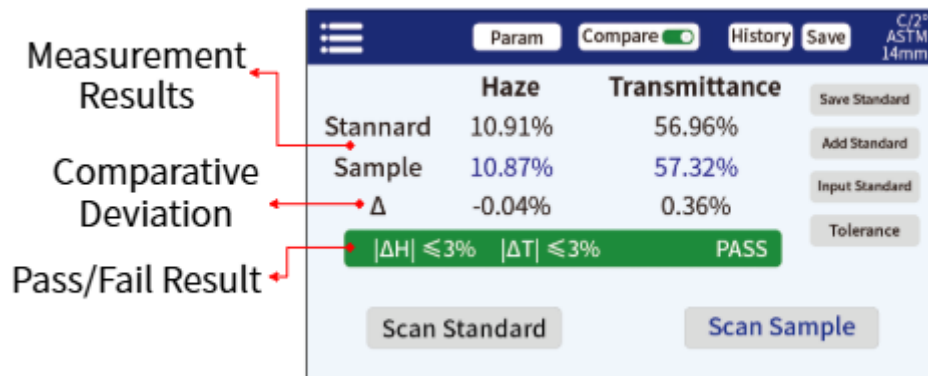 Measurement
Results
Comparative
Deviation
Pass/Fail Result
Param
Compare
History
Save
C/2°
ASTM
14mm
Haze Transmittance
Stannard 10.91% 56.96%
Sample 10.87% 57.32%
Δ -0.04% 0.36%
|ΔH| ≤3% |ΔT| ≤3% PASS
Save Standard
Add Standard
Input Standard
Tolerance
Scan Standard
Scan Sample